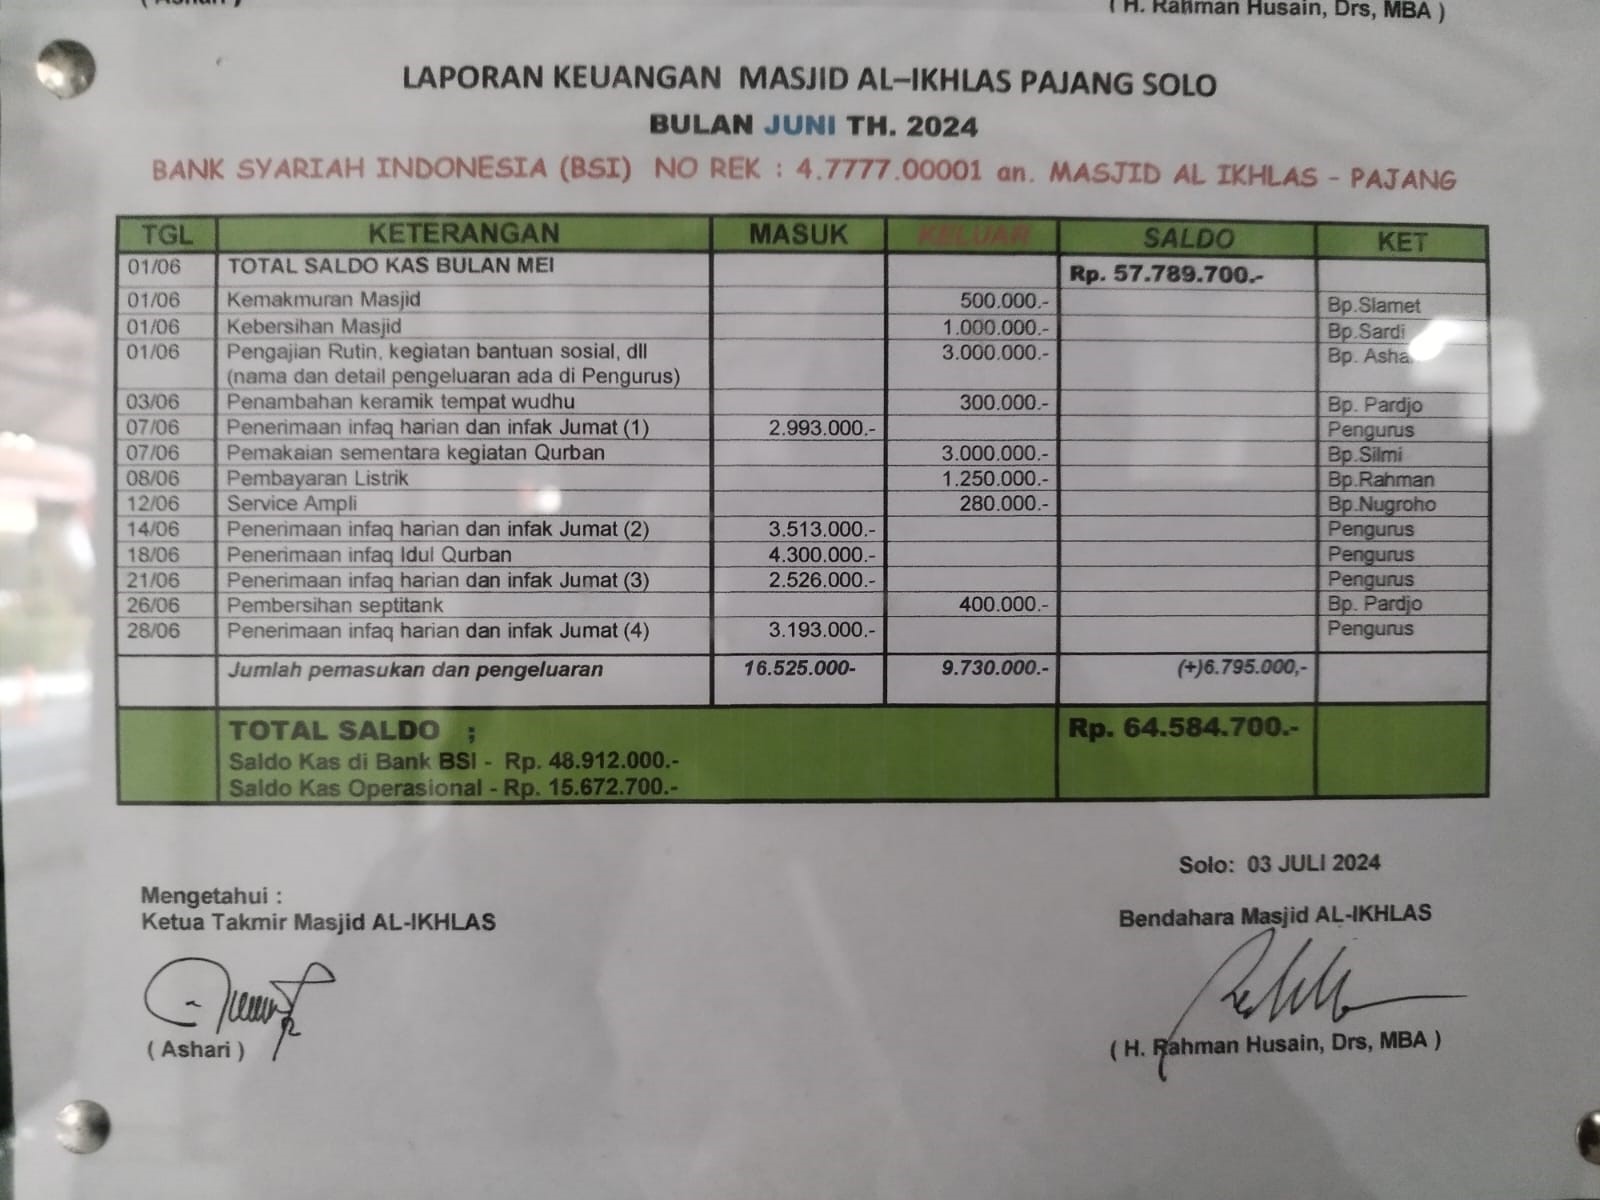 ( H. Rahman Husain, Drs, MBA )
LAPORAN KEUANGAN MASJID AL–IKHLAS PAJANG SOLO
BULAN JUNI TH. 2024
BANK SYARIAH INDONESIA (BSI) NO REK : 4.7777.00001 an. MASJID AL IKHLAS - PAJANG
TGL KETERANGAN MASUK KELUAR SALDO KET
01/06 TOTAL SALDO KAS BULAN MEI Rp. 57.789.700.-
01/06 Kemakmuran Masjid 500.000.- Bp.Slamet
01/06 Kebersihan Masjid 1.000.000.- Bp.Sardi
01/06 Pengajian Rutin, kegiatan bantuan sosial, dll 3.000.000.- Bp.
(nama dan detail pengeluaran ada di Pengurus)
03/06 Penambahan keramik tempat wudhu 300.000.- Bp. Pardjo
07/06 Penerimaan infaq harian dan infak Jumat (1) 2.993.000.- Pengurus
07/06 Pemakaian sementara kegiatan Qurban 3.000.000.- Bp.Silmi
08/06 Pembayaran Listrik 1.250.000.- Bp.Rahman
12/06 Service Ampli 280.000.- Bp.Nugroho
14/06 Penerimaan infaq harian dan infak Jumat (2) 3.513.000.- Pengurus
18/06 Penerimaan infaq Idul Qurban 4.300.000.- Pengurus
21/06 Penerimaan infaq harian dan infak Jumat (3) 2.526.000.- Pengurus
26/06 Pembersihan septitank 400.000.- Bp. Pardjo
28/06 Penerimaan infaq harian dan infak Jumat (4) 3.193.000.- Pengurus
Jumlah pemasukan dan pengeluaran 16.525.000- 9.730.000.- (+)6.795.000,-
TOTAL SALDO ; Rp. 64.584.700.-
Saldo Kas di Bank BSI - Rp. 48.912.000.-
Saldo Kas Operasional - Rp. 15.672.700.-
Solo: 03 JULI 2024
Mengetahui :
Ketua Takmir Masjid AL-IKHLAS
Bendahara Masjid AL-IKHLAS
( Ashari )
( H. Rahman Husain, Drs, MBA )